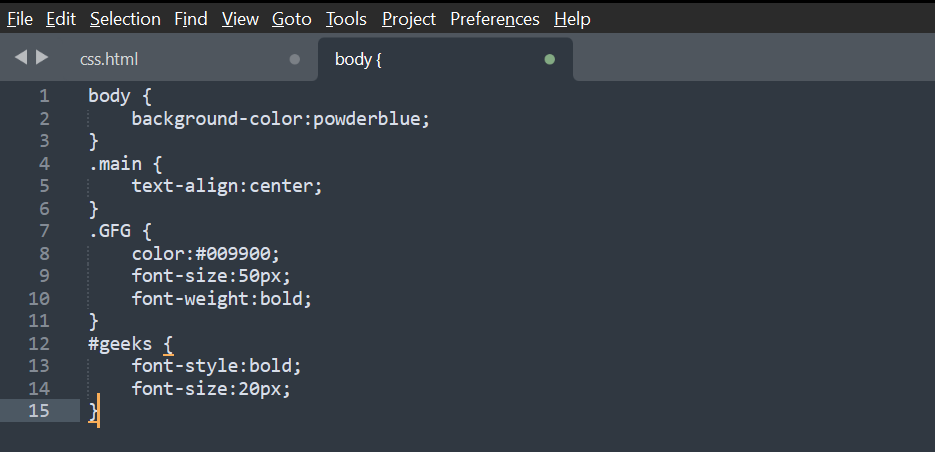 File Edit Selection Find View Goto Tools Project Preferences Help
css.html body {
1 body {
2 background-color:powderblue;
3 }
4 .main {
5 text-align:center;
6 }
7 .GFG {
8 color:#009900;
9 font-size:50px;
10 font-weight:bold;
11 }
12 #geeks {
13 font-style:bold;
14 font-size:20px;
15 }